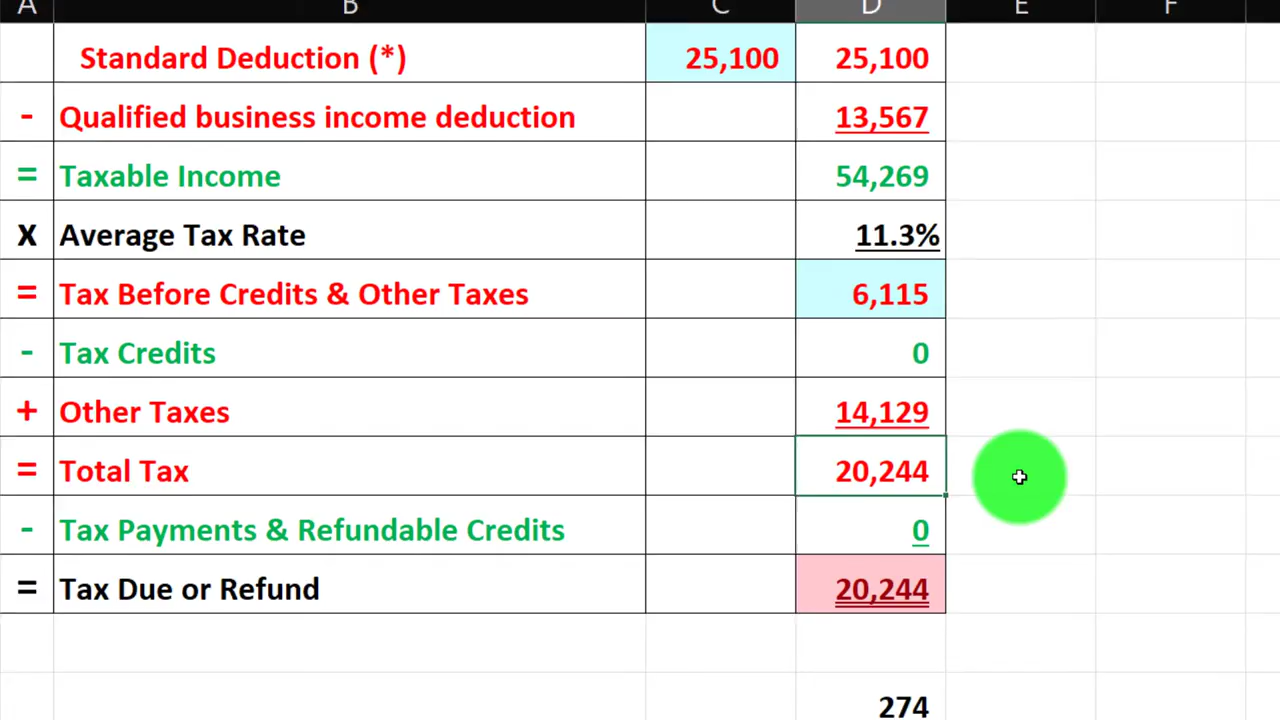 A B C D E F
Standard Deduction (*) 25,100 25,100
- Qualified business income deduction 13,567
= Taxable Income 54,269
X Average Tax Rate 11.3%
= Tax Before Credits & Other Taxes 6,115
- Tax Credits 0
+ Other Taxes 14,129
= Total Tax 20,244
- Tax Payments & Refundable Credits 0
= Tax Due or Refund 20,244
274